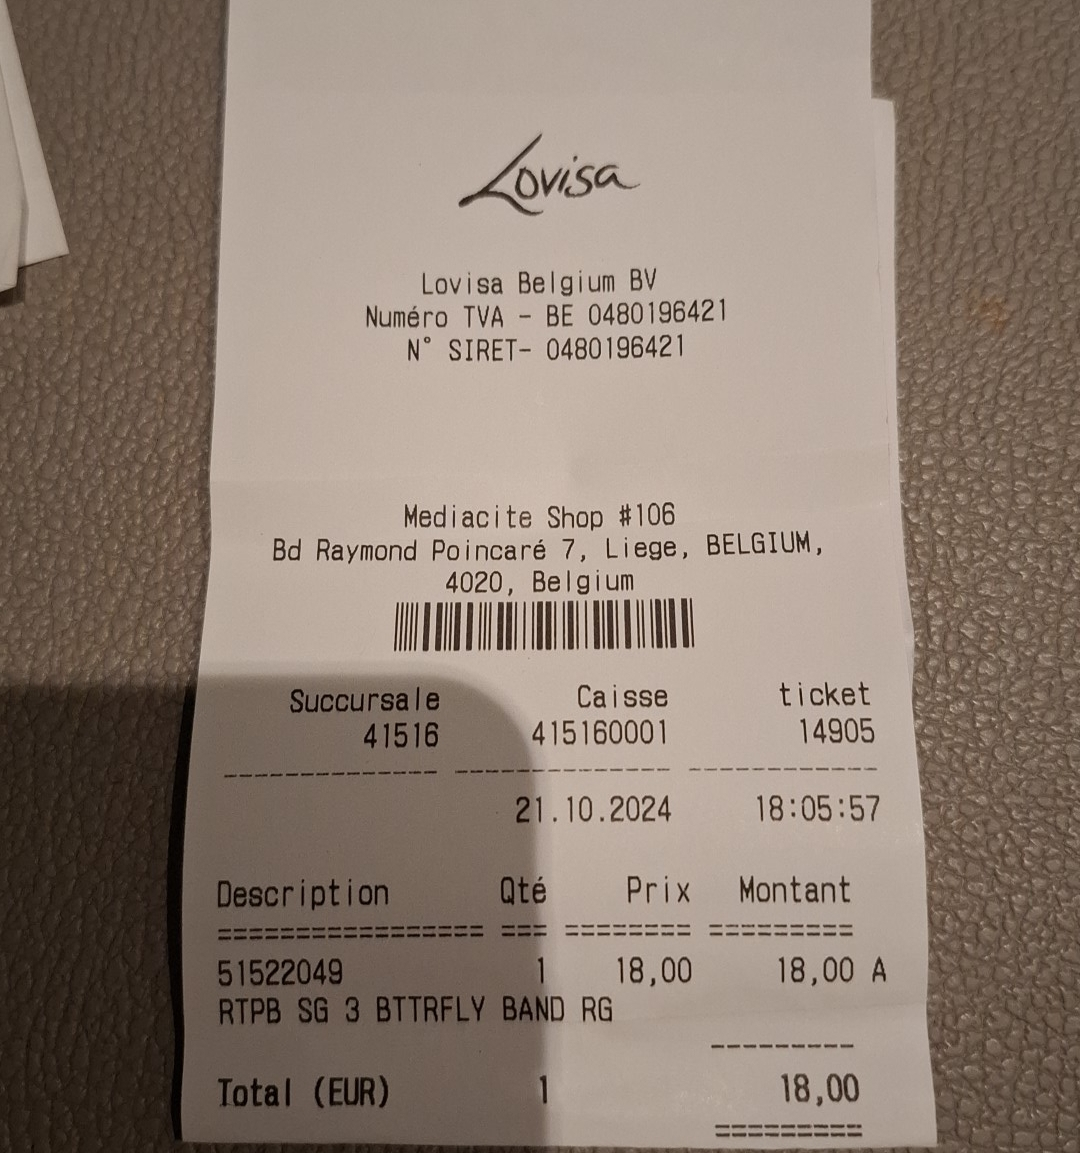 Lovisa
Lovisa Belgium BV
Numéro TVA - BE 0480196421
N° SIRET- 0480196421
Mediacite Shop #106
Bd Raymond Poincaré 7, Liege, BELGIUM,
4020, Belgium
Succursale Caisse ticket
41516 415160001 14905
21.10.2024 18:05:57
Description Qté Prix Montant
51522049 1 18,00 18,00 A
RTPB SG 3 BTTRFLY BAND RG
Total (EUR) 1 18,00